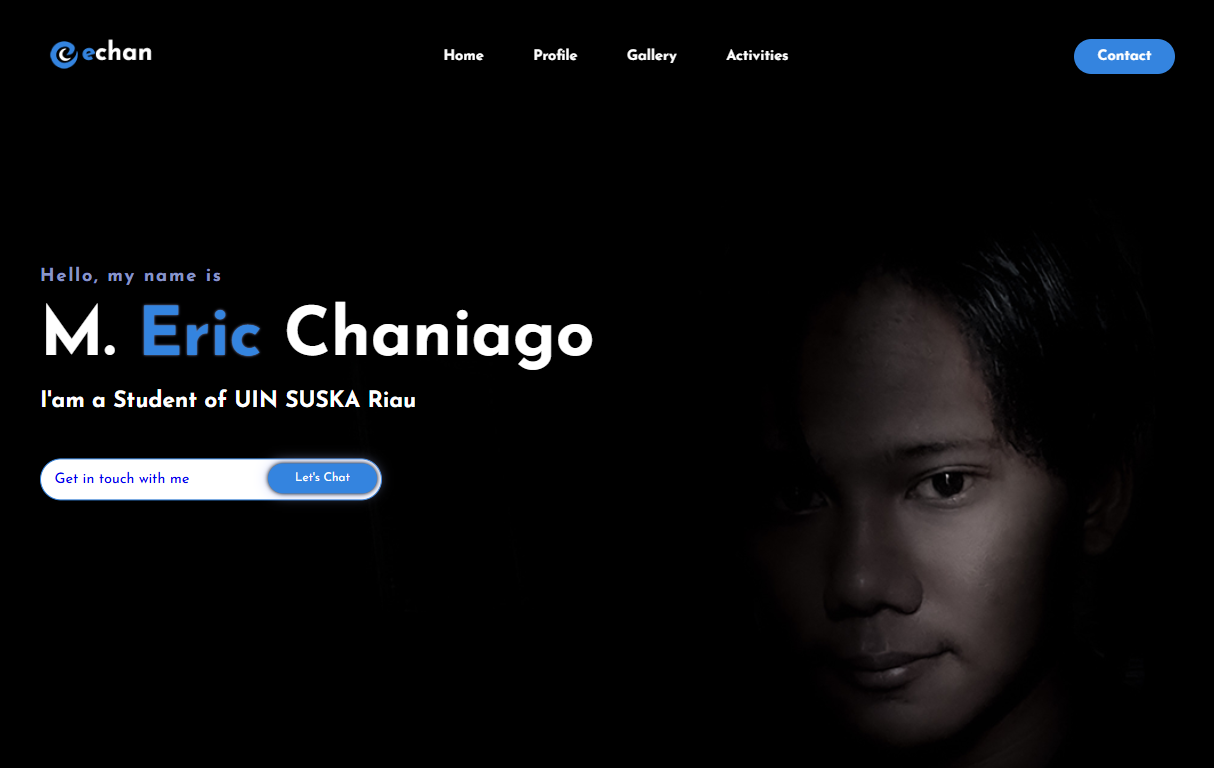 echan
Home Profile Gallery Activities Contact
Hello, my name is
M. Eric Chaniago
I'am a Student of UIN SUSKA Riau
Get in touch with me Let's Chat